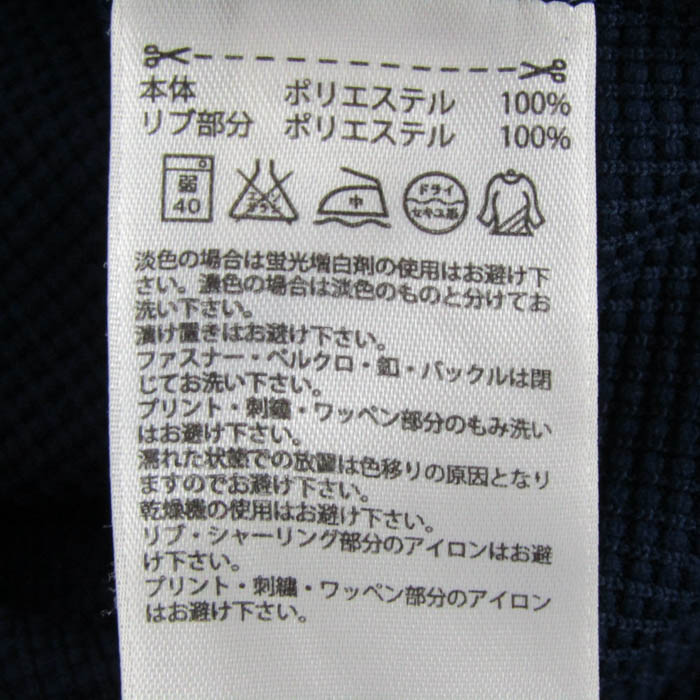 本体 ポリエステル 100%
リブ部分 ポリエステル 100%
弱 40 エンソサラシ 中 ドライ セキユ系
淡色の場合は蛍光増白剤の使用はお避け下
さい。濃色の場合は淡色のものと分けてお
洗い下さい。
漬け置きはお避け下さい。
ファスナー・ベルクロ・釦・バックルは閉
じてお洗い下さい。
プリント・刺繍・ワッペン部分のもみ洗い
はお避け下さい。
濡れた状態での放置は色移りの原因となり
ますのでお避け下さい。
乾燥機の使用はお避け下さい。
リブ・シャーリング部分のアイロンはお避
け下さい。
プリント・刺繍・ワッペン部分のアイロン
はお避け下さい。